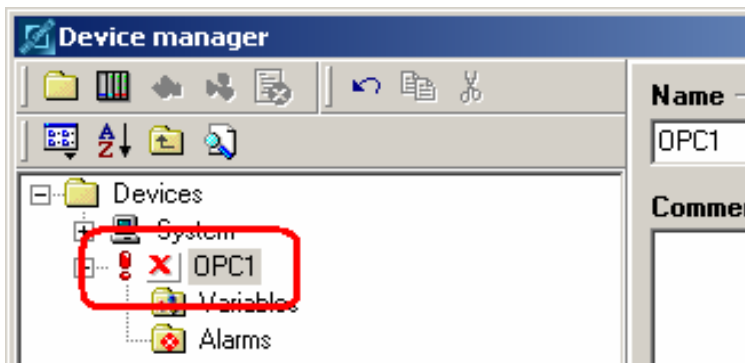 Device manager
Name
OPC1
Devices
System
OPC1
Variables
Alarms